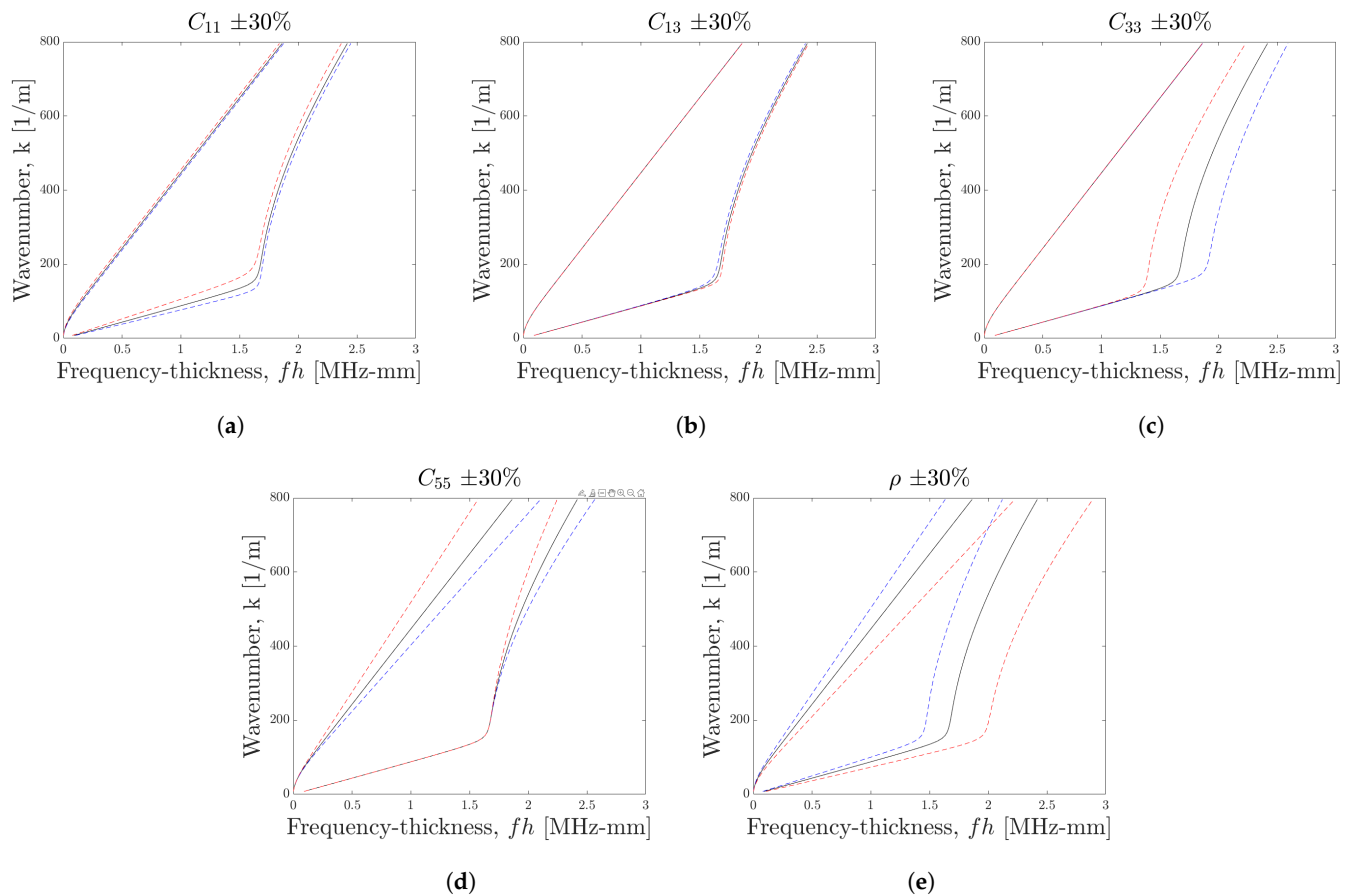 C₁₁ ±30%
800
600
400
200
0
0 0.5 1 1.5 2 2.5 3
Wavenumber, k [1/m]
Frequency-thickness, fh [MHz-mm]
(a)
C₁₃ ±30%
800
600
400
200
0
0 0.5 1 1.5 2 2.5 3
Wavenumber, k [1/m]
Frequency-thickness, fh [MHz-mm]
(b)
C₃₃ ±30%
800
600
400
200
0
0 0.5 1 1.5 2 2.5 3
Wavenumber, k [1/m]
Frequency-thickness, fh [MHz-mm]
(c)
C₅₅ ±30%
800
600
400
200
0
0 0.5 1 1.5 2 2.5 3
Wavenumber, k [1/m]
Frequency-thickness, fh [MHz-mm]
(d)
ρ ±30%
800
600
400
200
0
0 0.5 1 1.5 2 2.5 3
Wavenumber, k [1/m]
Frequency-thickness, fh [MHz-mm]
(e)